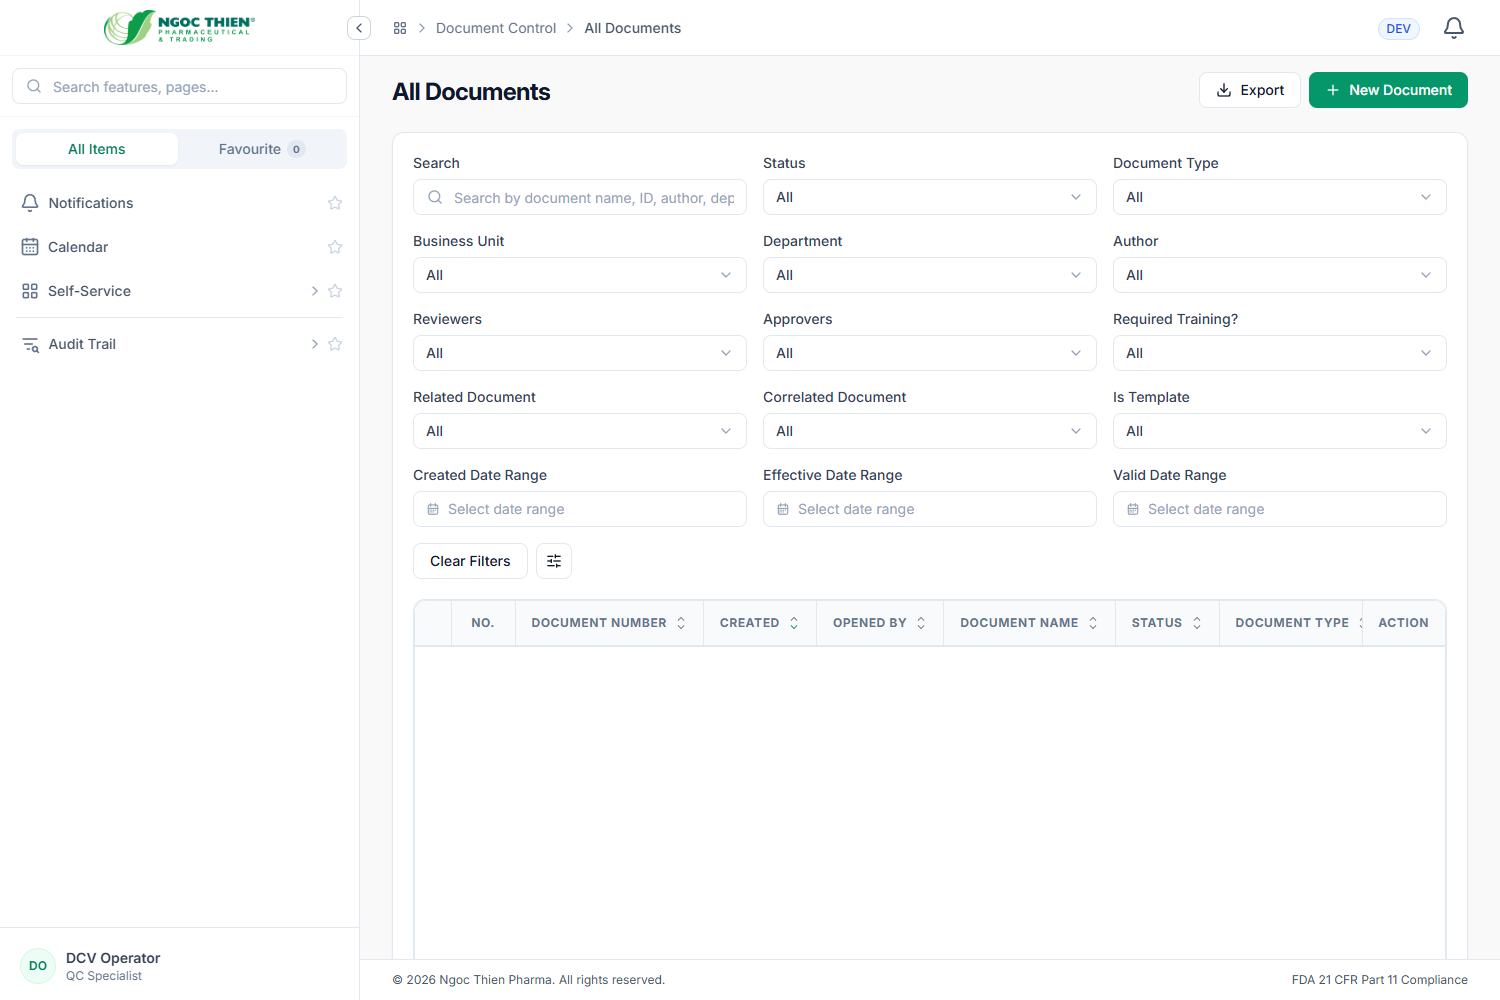 NGOC THIEN®
PHARMACEUTICAL
& TRADING
Search features, pages...
All Items
Favourite 0
Notifications
Calendar
Self-Service
Audit Trail
DO
DCV Operator
QC Specialist
Document Control
All Documents
DEV
All Documents
Export
New Document
Search
Status
Document Type
Search by document name, ID, author, dep
All
All
Business Unit
Department
Author
All
All
All
Reviewers
Approvers
Required Training?
All
All
All
Related Document
Correlated Document
Is Template
All
All
All
Created Date Range
Effective Date Range
Valid Date Range
Select date range
Select date range
Select date range
Clear Filters
NO. DOCUMENT NUMBER CREATED OPENED BY DOCUMENT NAME STATUS DOCUMENT TYPE ACTION
© 2026 Ngoc Thien Pharma. All rights reserved.
FDA 21 CFR Part 11 Compliance